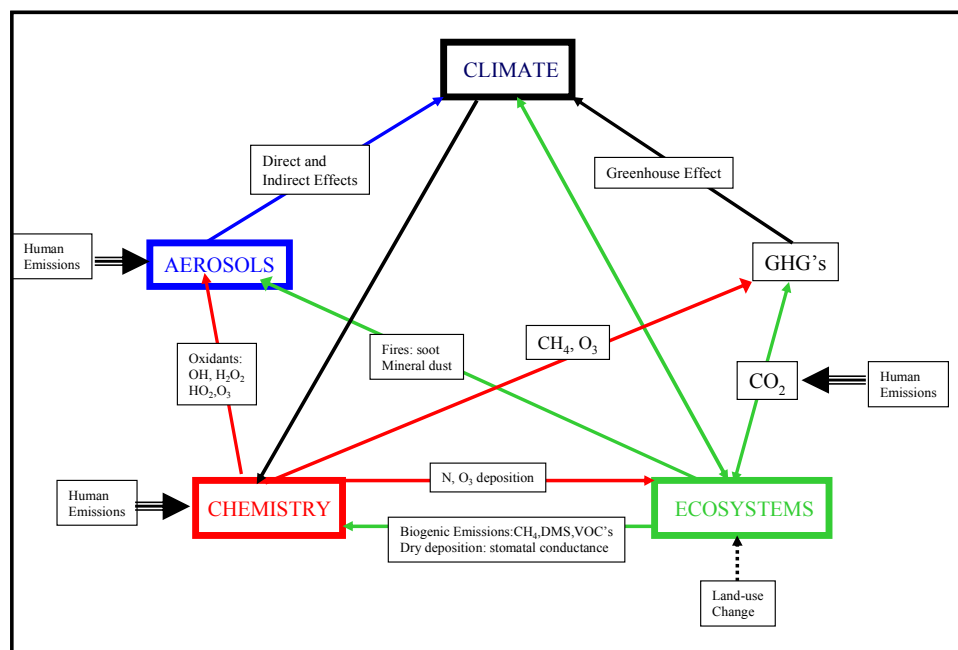 CLIMATE
Direct and
Indirect Effects
Greenhouse Effect
Human
Emissions
AEROSOLS
GHG's
Oxidants:
OH, H₂O₂
HO₂,O₃
Fires: soot
Mineral dust
CH₄, O₃
CO₂
Human
Emissions
Human
Emissions
CHEMISTRY
N, O₃ deposition
ECOSYSTEMS
Biogenic Emissions:CH₄,DMS,VOC's
Dry deposition: stomatal conductance
Land-use
Change